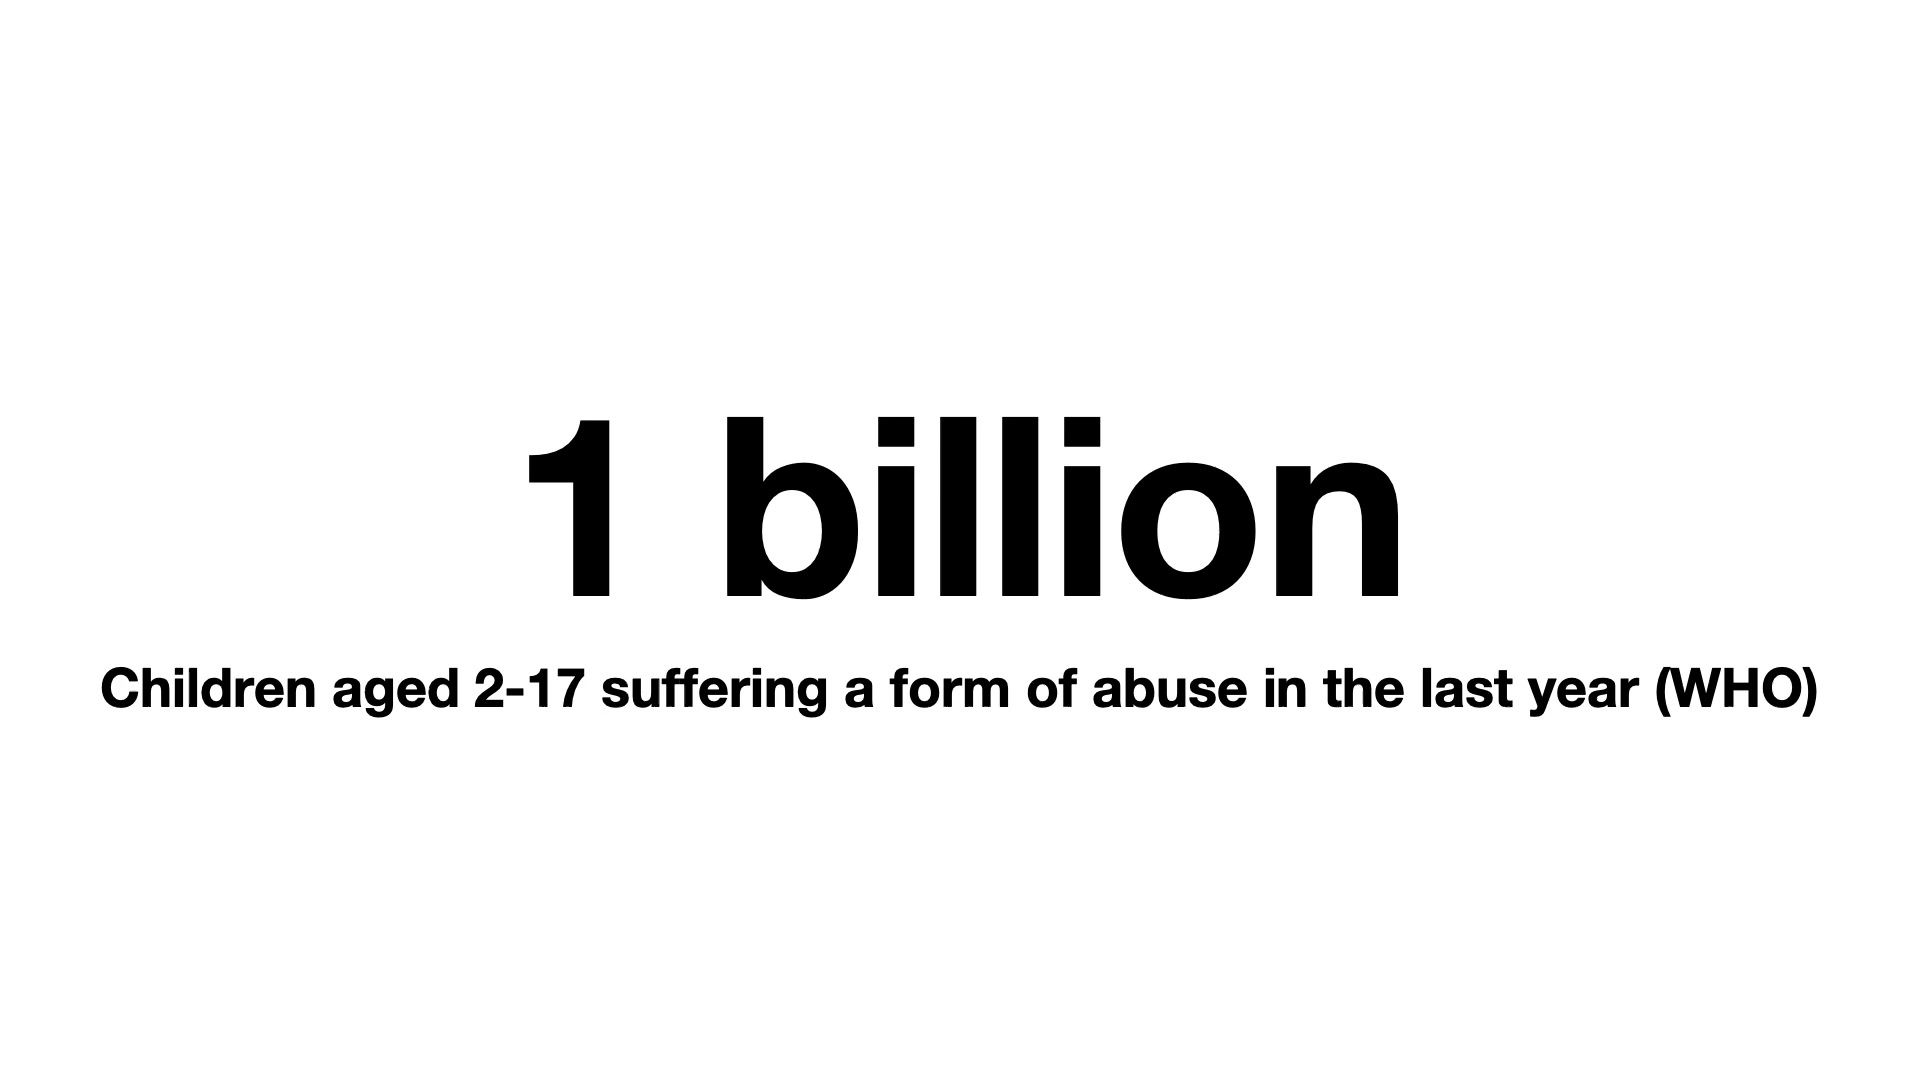 1 billion
Children aged 2-17 suffering a form of abuse in the last year (WHO)